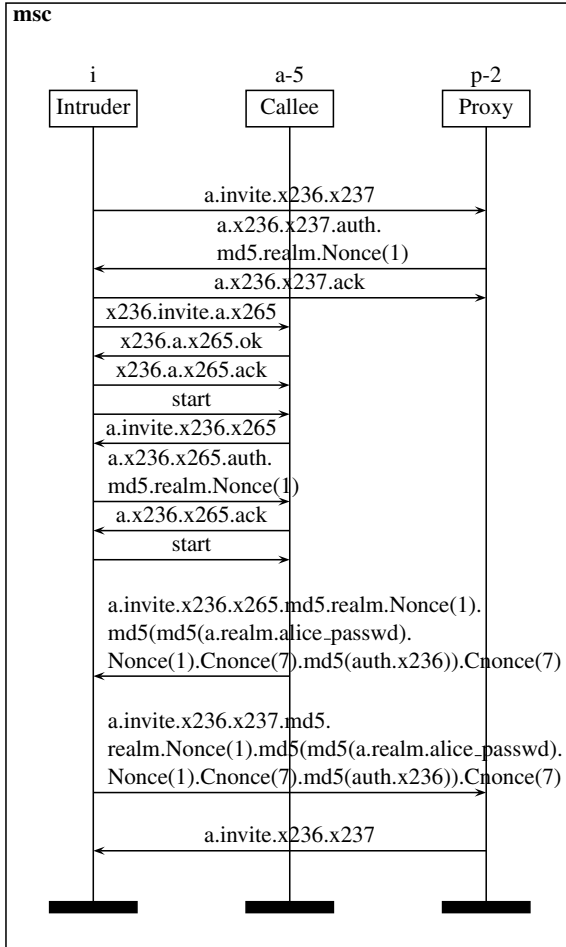 msc
i a-5 p-2
Intruder Callee Proxy
a.invite.x236.x237
a.x236.x237.auth.
md5.realm.Nonce(1)
a.x236.x237.ack
x236.invite.a.x265
x236.a.x265.ok
x236.a.x265.ack
start
a.invite.x236.x265
a.x236.x265.auth.
md5.realm.Nonce(1)
a.x236.x265.ack
start
a.invite.x236.x265.md5.realm.Nonce(1).
md5(md5(a.realm.alice_passwd).
Nonce(1).Cnonce(7).md5(auth.x236)).Cnonce(7)
a.invite.x236.x237.md5.
realm.Nonce(1).md5(md5(a.realm.alice_passwd).
Nonce(1).Cnonce(7).md5(auth.x236)).Cnonce(7)
a.invite.x236.x237